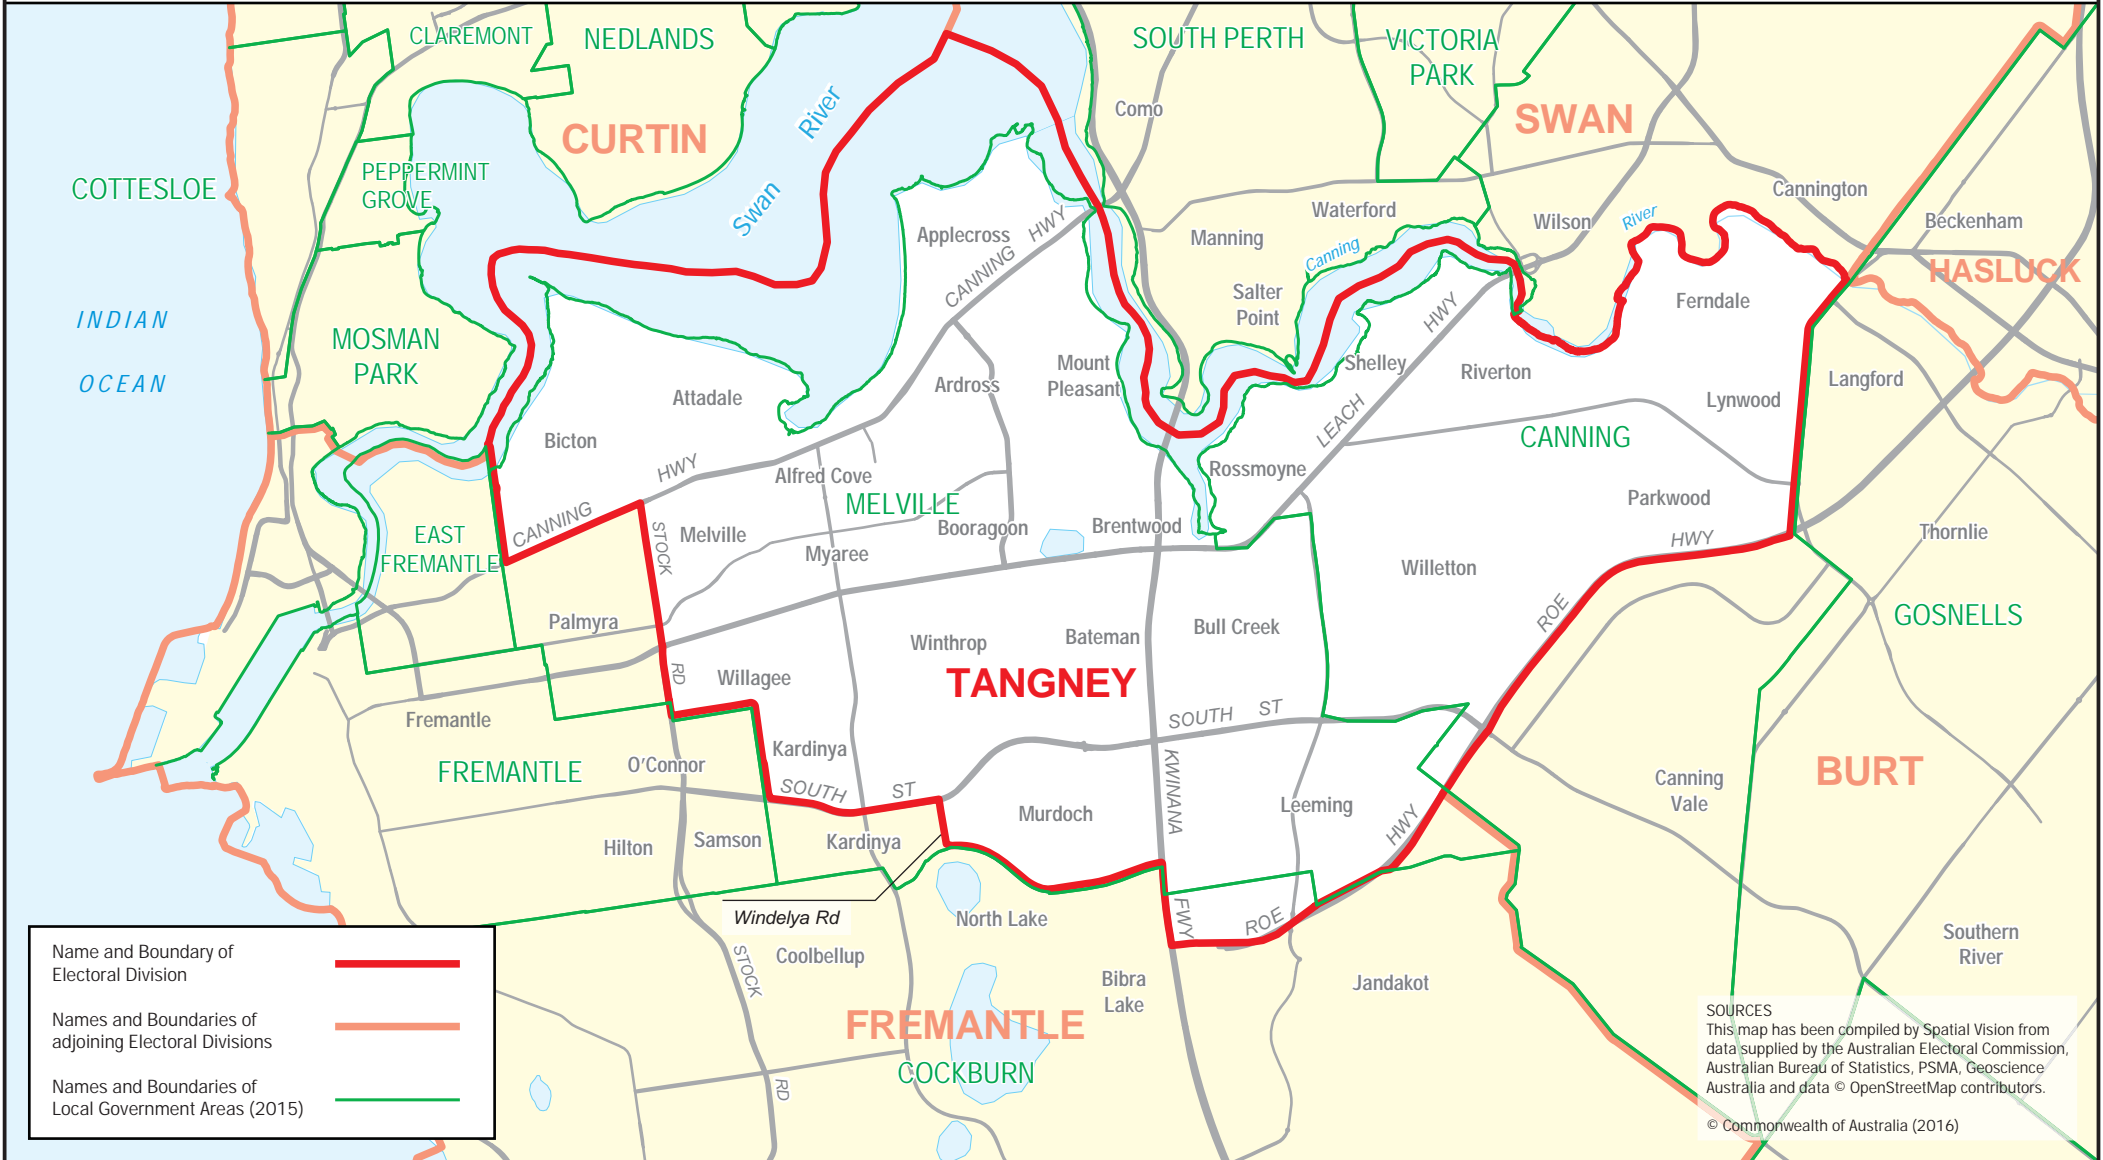 CLAREMONT
NEDLANDS
SOUTH PERTH
VICTORIA
PARK
SWAN
CURTIN
River
Swan
Como
PEPPERMINT
GROVE
COTTESLOE
Cannington
Beckenham
HASLUCK
Waterford
Wilson
River
Manning
Canning
Applecross
CANNING
HWY
Salter
Point
Ferndale
INDIAN
OCEAN
MOSMAN
PARK
HWY
Mount
Pleasant
Ardross
Shelley
Riverton
Langford
Lynwood
Attadale
Bicton
LEACH
CANNING
HWY
Alfred Cove
Rossmoyne
MELVILLE
Parkwood
CANNING
STOCK
Melville
Booragoon
Brentwood
HWY
Thornlie
EAST
FREMANTLE
Myaree
Willetton
Palmyra
Winthrop
Bateman
Bull Creek
ROE
GOSNELLS
RD
Willagee
TANGNEY
Fremantle
SOUTH
ST
Kardinya
O'Connor
FREMANTLE
SOUTH
ST
KWINANA
BURT
Canning
Vale
Murdoch
Leeming
HWY
Hilton
Samson
Kardinya
Windelya Rd
North Lake
FWY
ROE
Coolbellup
STOCK
Southern
River
Bibra
Lake
Jandakot
FREMANTLE
COCKBURN
RD
Name and Boundary of
Electoral Division
Names and Boundaries of
adjoining Electoral Divisions
Names and Boundaries of
Local Government Areas (2015)
SOURCES
This map has been compiled by Spatial Vision from
data supplied by the Australian Electoral Commission,
Australian Bureau of Statistics, PSMA, Geoscience
Australia and data © OpenStreetMap contributors.
© Commonwealth of Australia (2016)